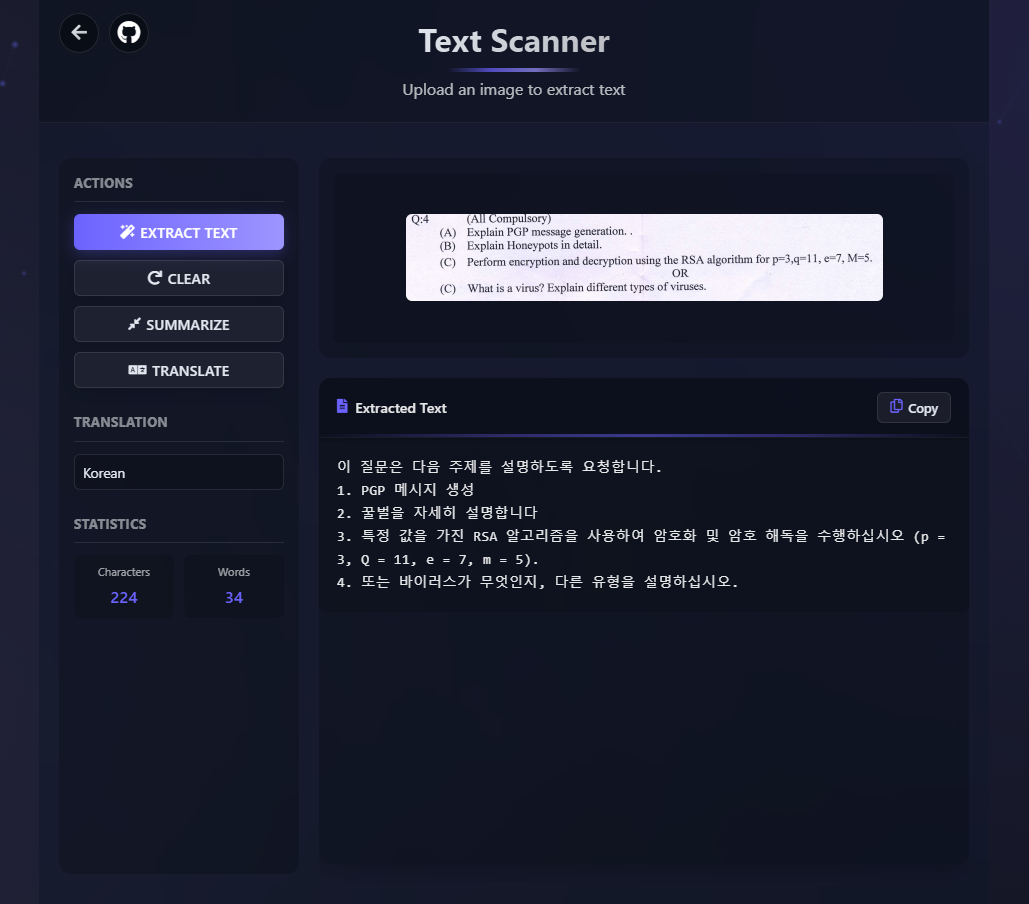 Text Scanner
Upload an image to extract text
ACTIONS
EXTRACT TEXT
CLEAR
SUMMARIZE
TRANSLATE
TRANSLATION
Korean
STATISTICS
Characters
224
Words
34
Q:4 (All Compulsory)
(A) Explain PGP message generation. .
(B) Explain Honeypots in detail.
(C) Perform encryption and decryption using the RSA algorithm for p=3,q=11, e=7, M=5.
OR
(C) What is a virus? Explain different types of viruses.
Extracted Text
Copy
이 질문은 다음 주제를 설명하도록 요청합니다.
1. PGP 메시지 생성
2. 꿀벌을 자세히 설명합니다
3. 특정 값을 가진 RSA 알고리즘을 사용하여 암호화 및 암호 해독을 수행하십시오 (p =
3, Q = 11, e = 7, m = 5).
4. 또는 바이러스가 무엇인지, 다른 유형을 설명하십시오.